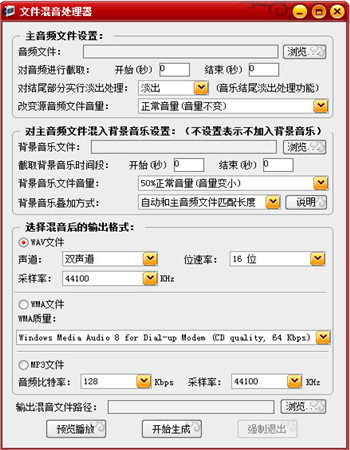 文件混音处理器
主音频文件设置:
音频文件: 浏览
对音频进行截取: 开始(秒) 0 结束(秒) 0
对结尾部分实行淡出处理: 淡出 (音乐结尾淡出处理功能)
改变源音频文件音量: 正常音量(音量不变)
对主音频文件混入背景音乐设置: (不设置表示不加入背景音乐)
背景音乐文件: 浏览
截取背景音乐时间段: 开始(秒) 0 结束(秒) 0
背景音乐文件音量: 50%正常音量(音量变小)
背景音乐叠加方式: 自动和主音频文件匹配长度 说明
选择混音后的输出格式:
WAV文件
声道: 双声道 位速率: 16 位
采样率: 44100 KHz
WMA文件
WMA质量:
Windows Media Audio 8 for Dial-up Modem (CD quality, 64 Kbps)
MP3文件
音频比特率: 128 Kbps 采样率: 44100 KHz
输出混音文件路径: 浏览
预览播放 开始生成 强制退出